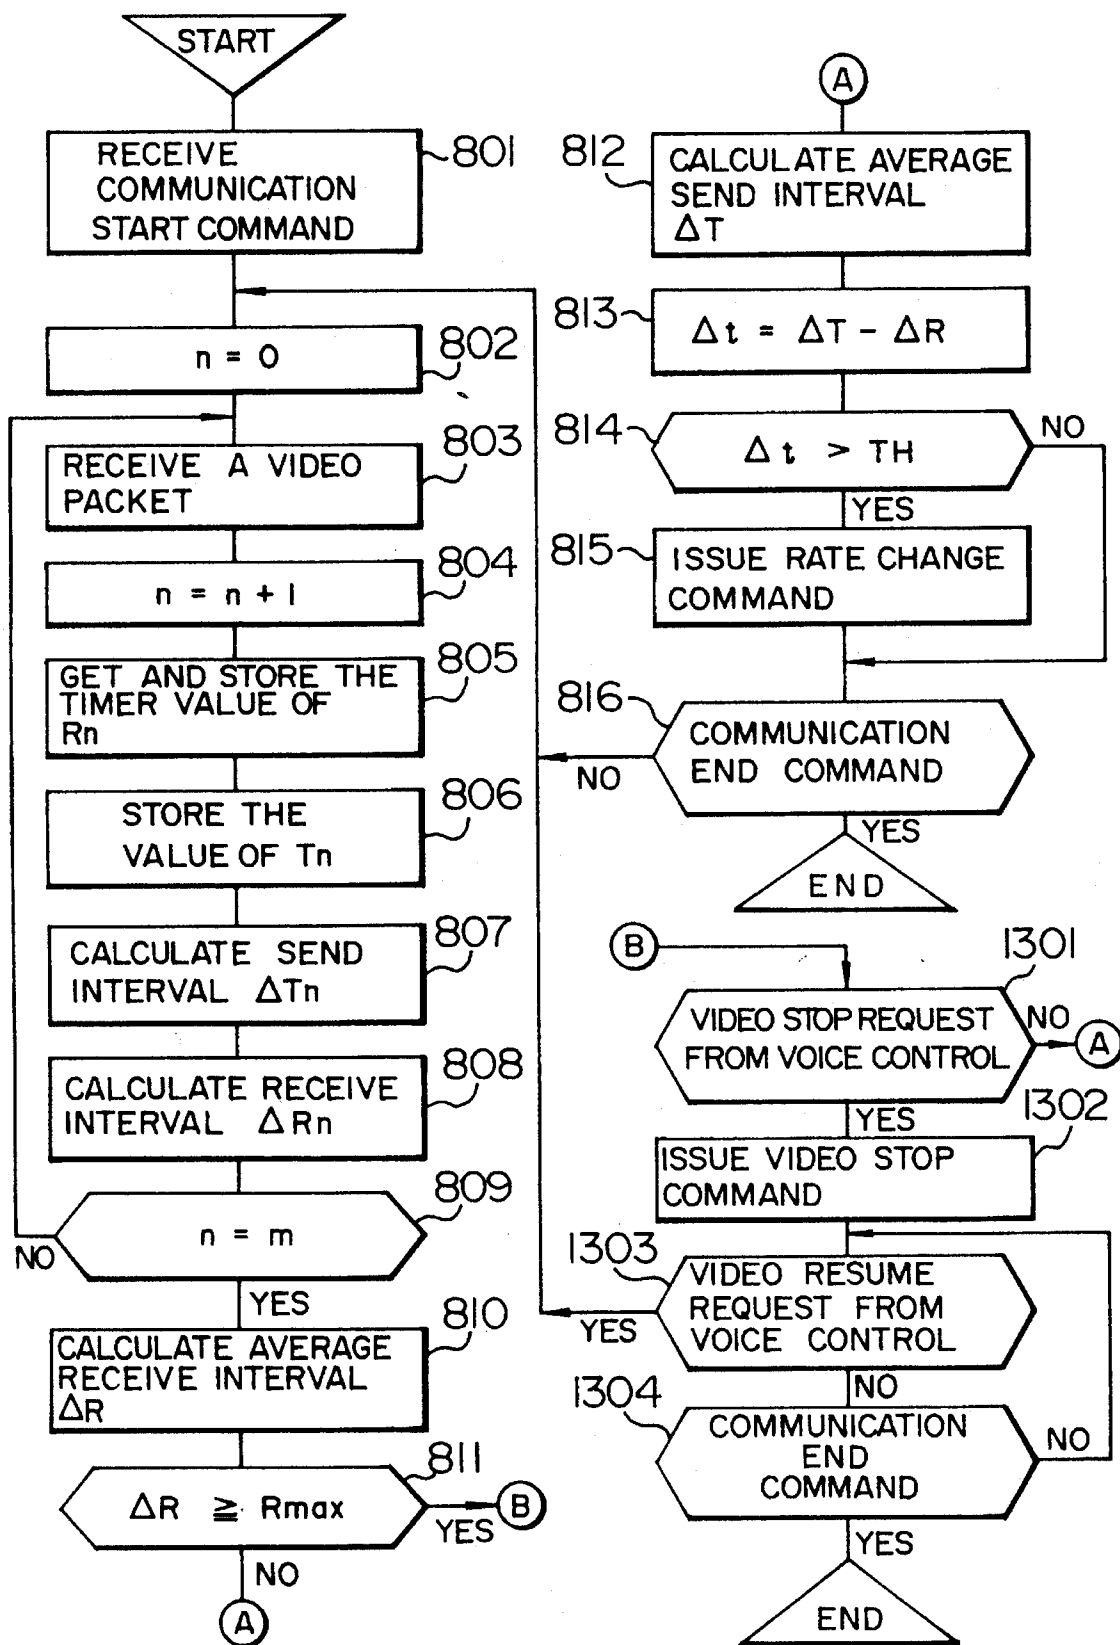 START
RECEIVE
COMMUNICATION
START COMMAND
801
n = 0
802
RECEIVE A VIDEO
PACKET
803
n = n + 1
804
GET AND STORE THE
TIMER VALUE OF
Rn
805
STORE THE
VALUE OF Tn
806
CALCULATE SEND
INTERVAL ΔTn
807
CALCULATE RECEIVE
INTERVAL ΔRn
808
n = m
809
NO
YES
CALCULATE AVERAGE
RECEIVE INTERVAL
ΔR
810
ΔR ≧ Rmax
811
YES
B
NO
A
A
812
CALCULATE AVERAGE
SEND INTERVAL
ΔT
813
Δt = ΔT - ΔR
814
Δt > TH
NO
YES
815
ISSUE RATE CHANGE
COMMAND
816
COMMUNICATION
END COMMAND
NO
YES
END
B
1301
VIDEO STOP REQUEST
FROM VOICE CONTROL
NO
A
YES
1302
ISSUE VIDEO STOP
COMMAND
1303
VIDEO RESUME
REQUEST FROM
VOICE CONTROL
YES
NO
1304
COMMUNICATION
END
COMMAND
NO
YES
END